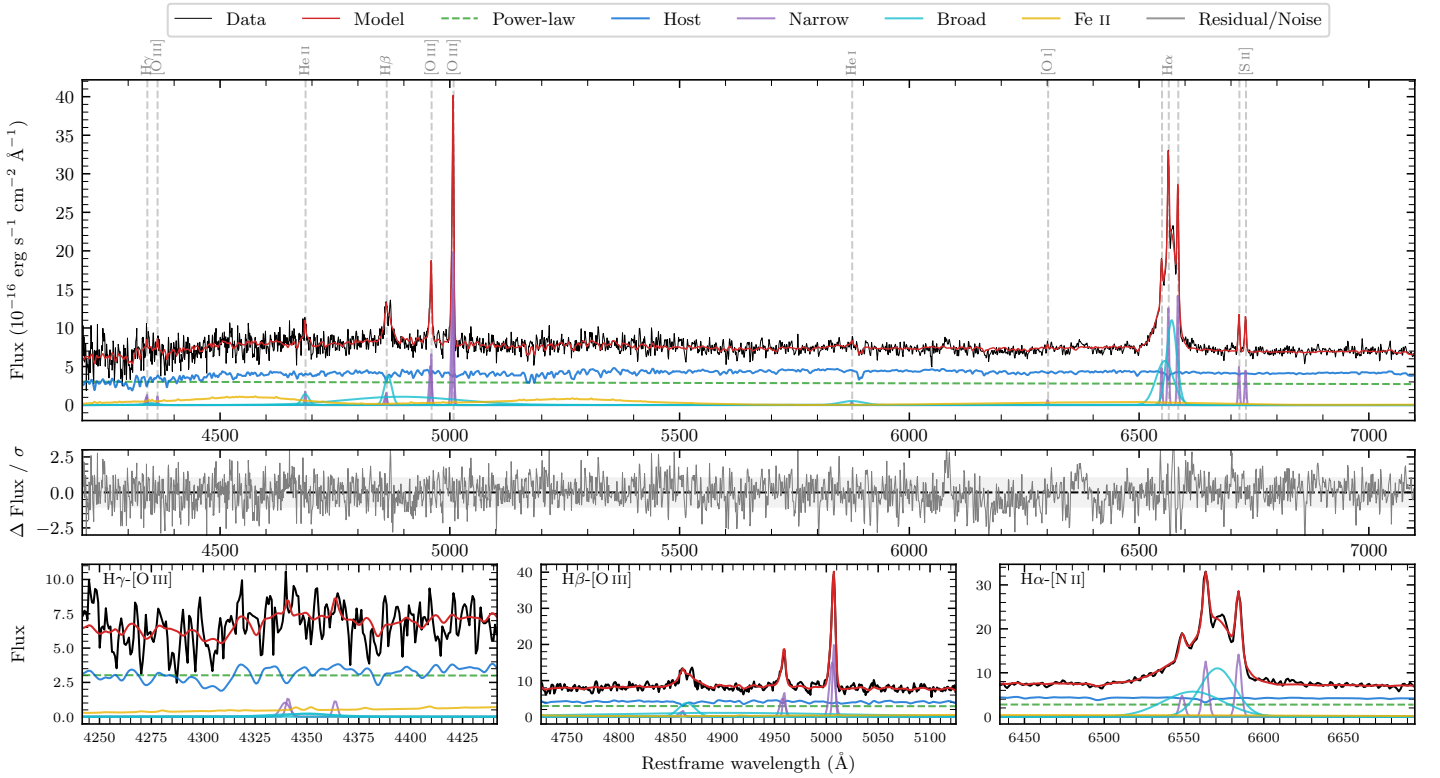 Data Model Power-law Host Narrow Broad Fe II Residual/Noise
Hγ [O III] He II Hβ [O III] [O III] He I [O I] Hα [S II]
Flux (10⁻¹⁶ erg s⁻¹ cm⁻² Å⁻¹)
40
35
30
25
20
15
10
5
0
4500 5000 5500 6000 6500 7000
Δ Flux / σ
2.5
0.0
−2.5
4500 5000 5500 6000 6500 7000
Flux
Hγ-[O III]
10.0
7.5
5.0
2.5
0.0
4250 4275 4300 4325 4350 4375 4400 4425
Hβ-[O III]
40
30
20
10
0
4750 4800 4850 4900 4950 5000 5050 5100
Hα-[N II]
30
20
10
0
6450 6500 6550 6600 6650
Restframe wavelength (Å)